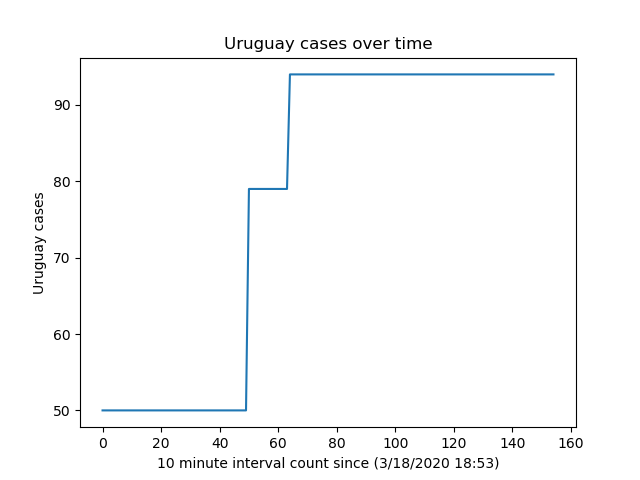 Uruguay cases over time
Uruguay cases
90
80
70
60
50
0 20 40 60 80 100 120 140 160
10 minute interval count since (3/18/2020 18:53)